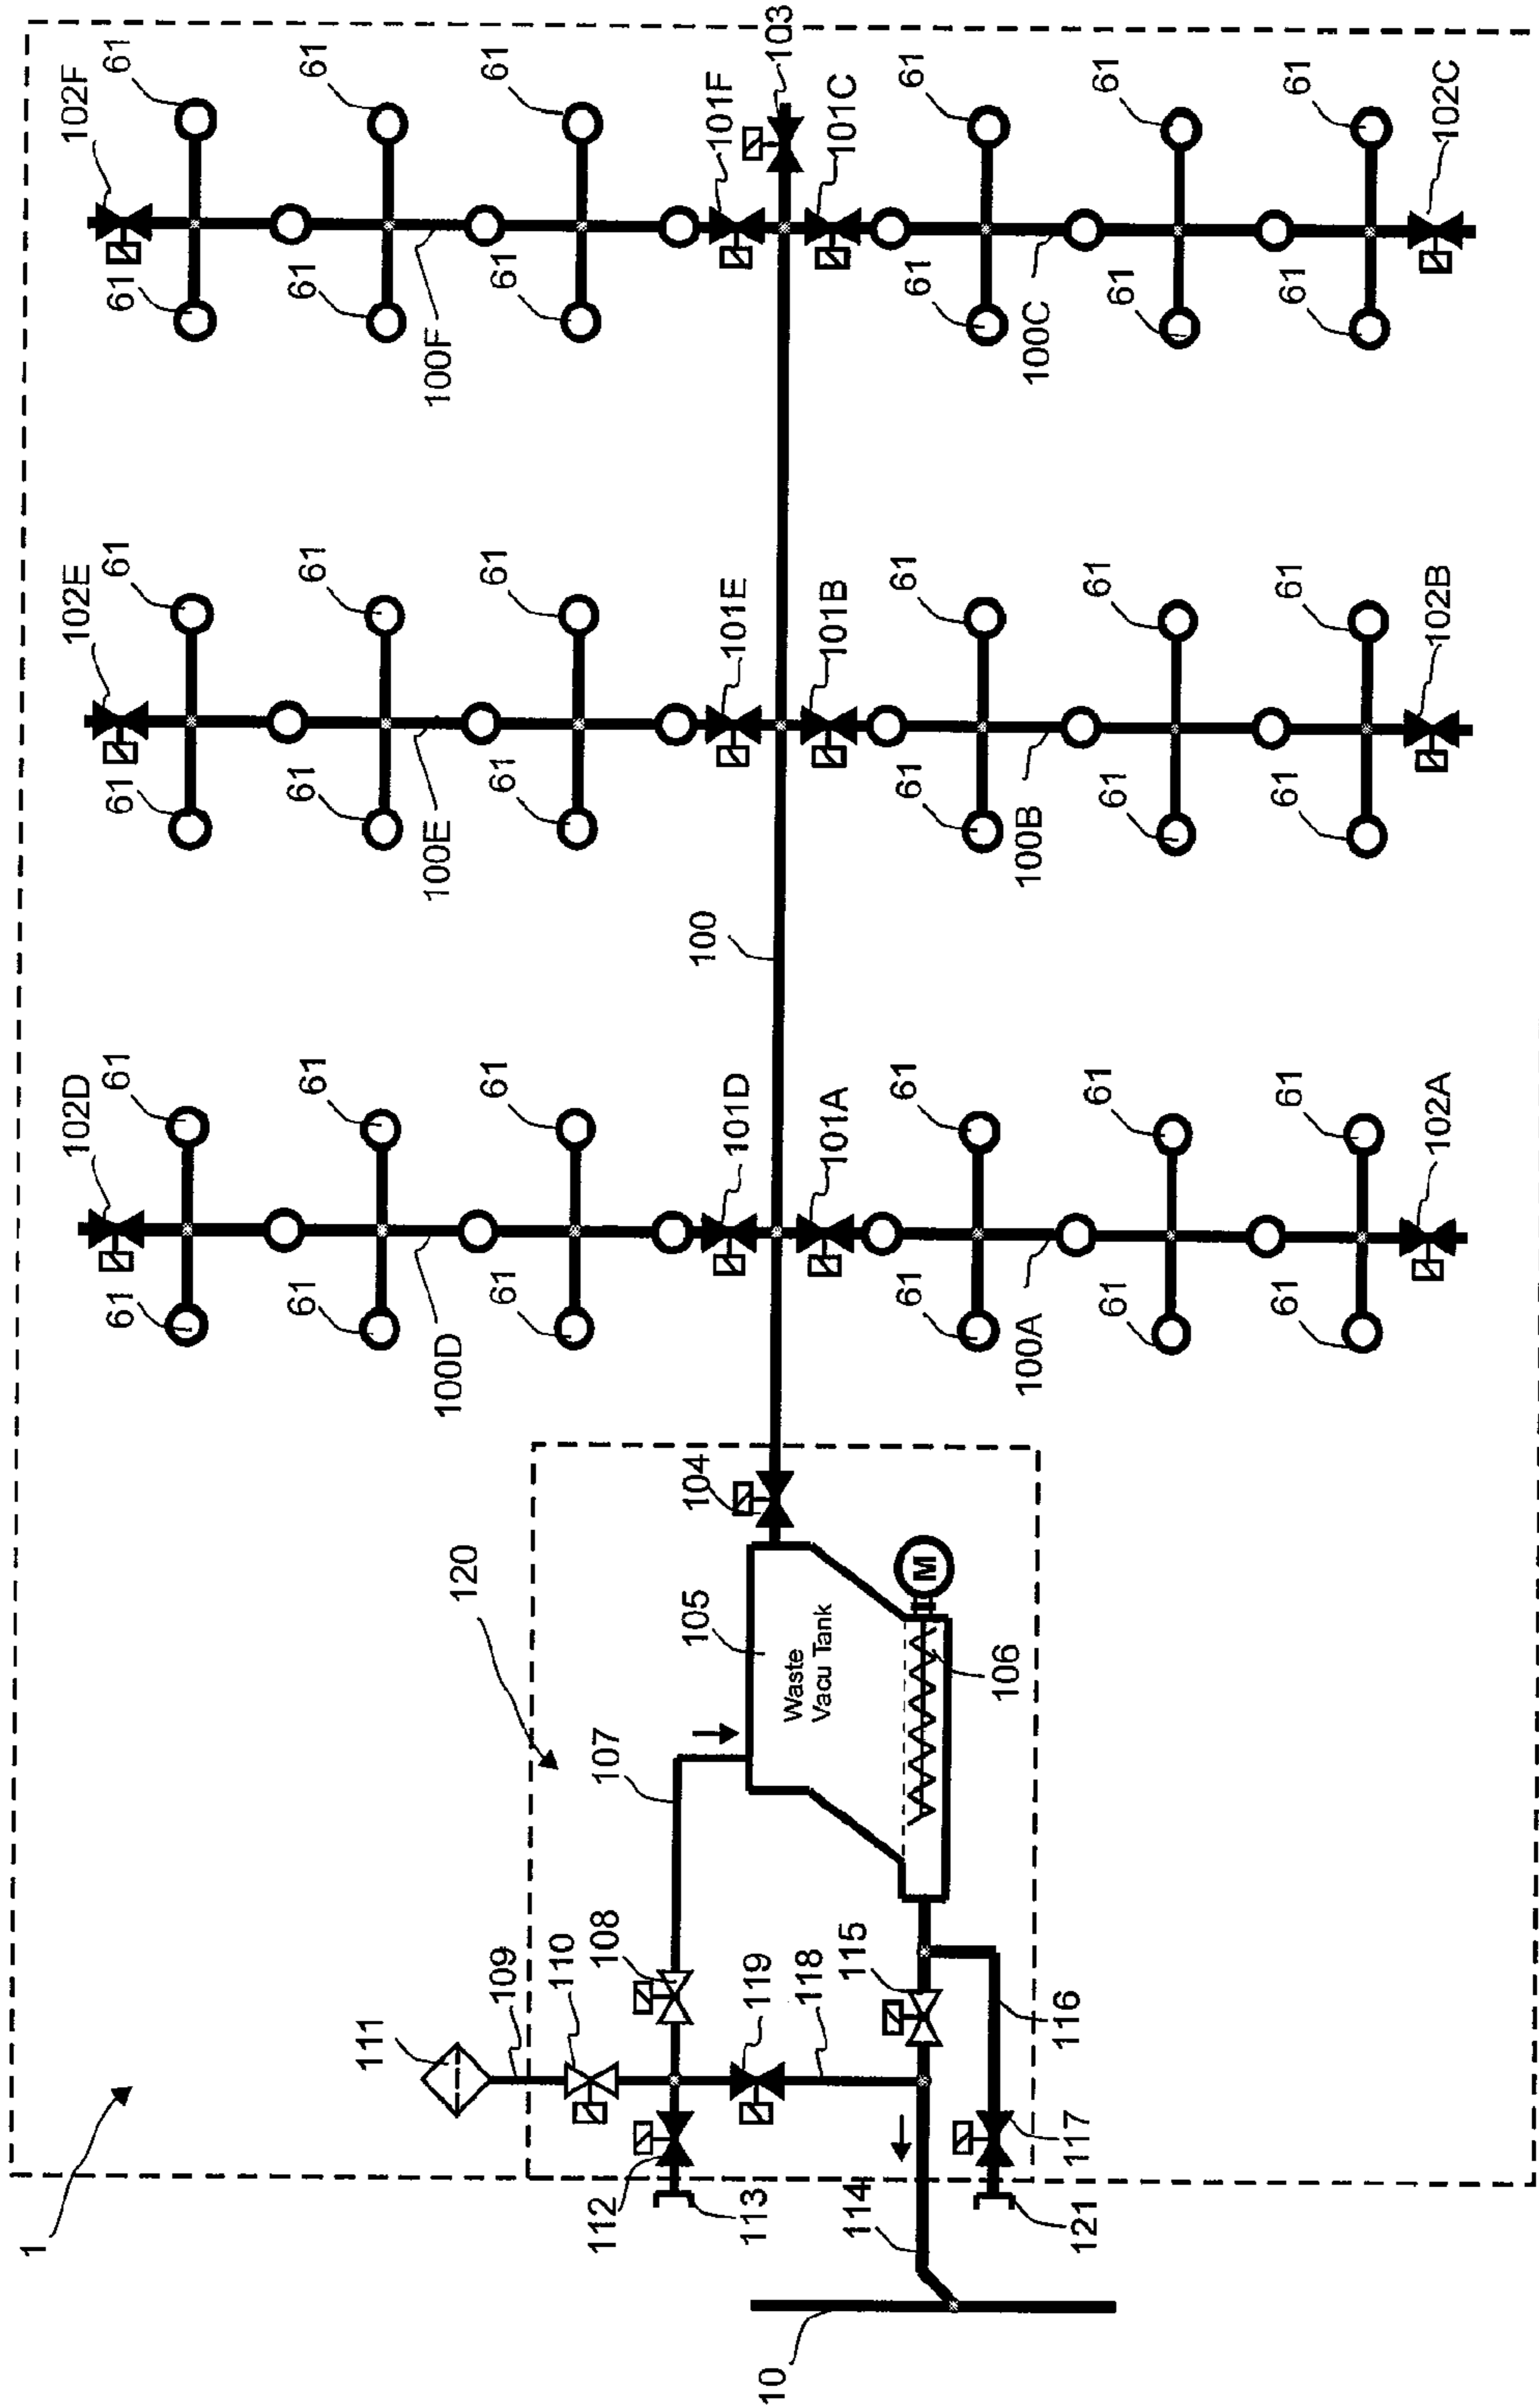 1
102D
61
61
102E
61
61
102F
61
61
61
61
61
61
61
61
100D
100E
100F
61
61
61
61
61
61
111
109
110
120
107
108
104
101D
101E
101F
103
112
113
119
118
105
Waste
Vacu Tank
100
101A
101B
101C
114
115
106
M
61
61
61
61
61
61
10
121
117
116
100A
100B
100C
61
61
61
61
61
61
61
61
61
61
61
61
102A
102B
102C